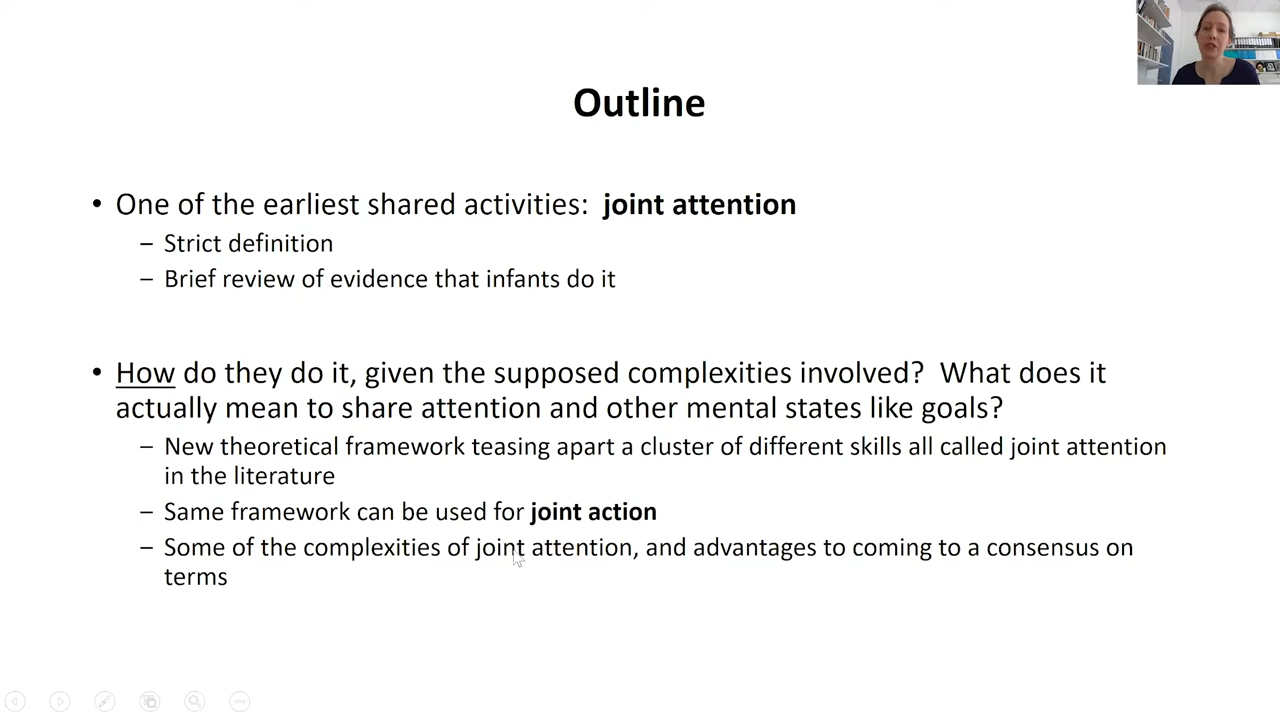 Outline
• One of the earliest shared activities: joint attention
– Strict definition
– Brief review of evidence that infants do it
• How do they do it, given the supposed complexities involved? What does it
actually mean to share attention and other mental states like goals?
– New theoretical framework teasing apart a cluster of different skills all called joint attention
in the literature
– Same framework can be used for joint action
– Some of the complexities of joint attention, and advantages to coming to a consensus on
terms